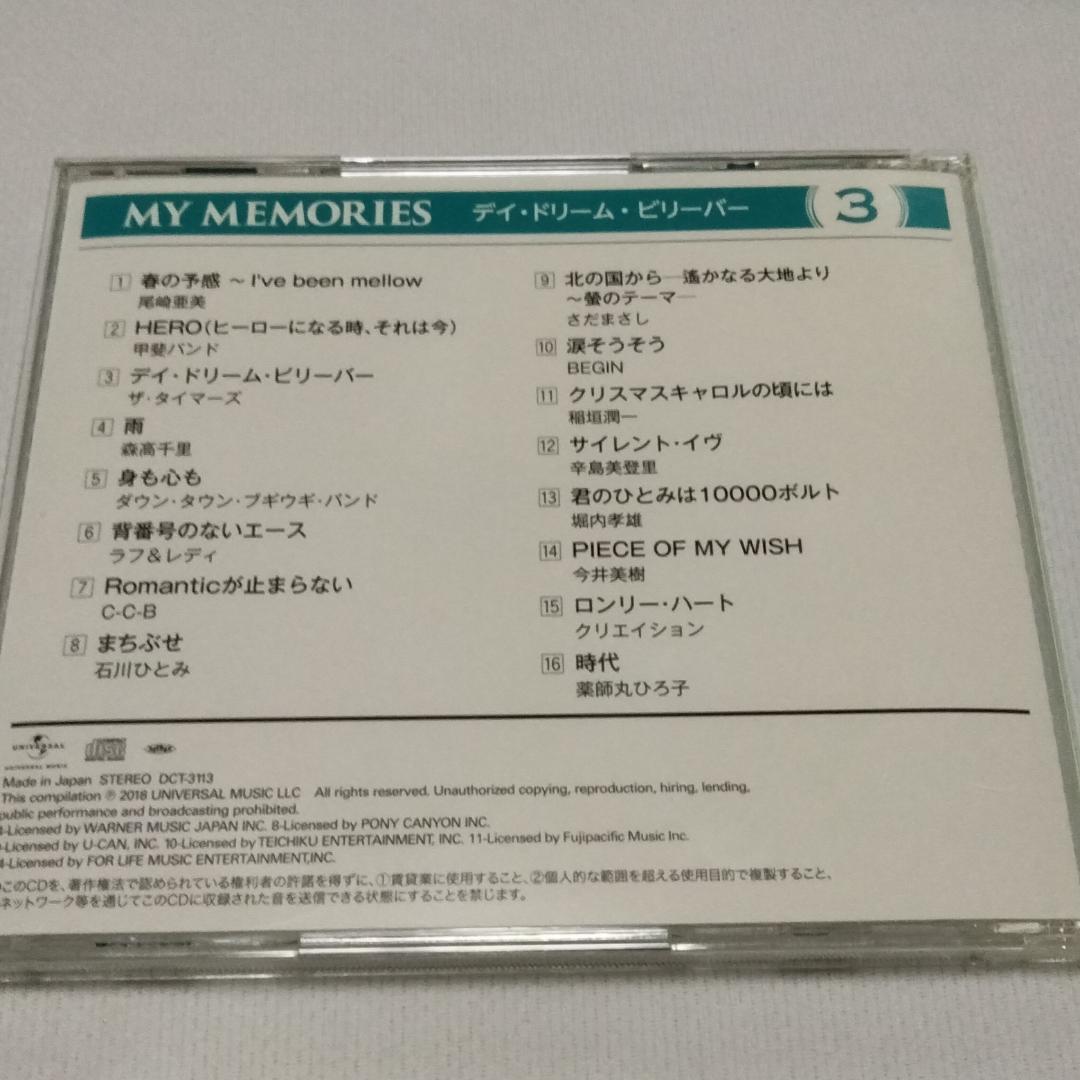 MY MEMORIES デイ・ドリーム・ビリーバー 3
1 春の予感 ～I've been mellow
尾崎亜美
2 HERO(ヒーローになる時、それは今)
甲斐バンド
3 デイ・ドリーム・ビリーバー
ザ・タイマーズ
4 雨
森高千里
5 身も心も
ダウン・タウン・ブギウギ・バンド
6 背番号のないエース
ラフ&レディ
7 Romanticが止まらない
C-C-B
8 まちぶせ
石川ひとみ
9 北の国から―遙かなる大地より
～螢のテーマ―
さだまさし
10 涙そうそう
BEGIN
11 クリスマスキャロルの頃には
稲垣潤一
12 サイレント・イヴ
辛島美登里
13 君のひとみは10000ボルト
堀内孝雄
14 PIECE OF MY WISH
今井美樹
15 ロンリー・ハート
クリエイション
16 時代
薬師丸ひろ子
UNIVERSAL
UNIVERSAL MUSIC
disc
Made in Japan STEREO DCT-3113
This compilation ℗ 2018 UNIVERSAL MUSIC LLC All rights reserved. Unauthorized copying, reproduction, hiring, lending,
public performance and broadcasting prohibited.
4-Licensed by WARNER MUSIC JAPAN INC. 8-Licensed by PONY CANYON INC.
-Licensed by U-CAN, INC. 10-Licensed by TEICHIKU ENTERTAINMENT, INC. 11-Licensed by Fujipacific Music Inc.
4-Licensed by FOR LIFE MUSIC ENTERTAINMENT,INC.
このCDを、著作権法で認められている権利者の許諾を得ずに、①賃貸業に使用すること、②個人的な範囲を超える使用目的で複製すること、
ネットワーク等を通じてこのCDに収録された音を送信できる状態にすることを禁じます。